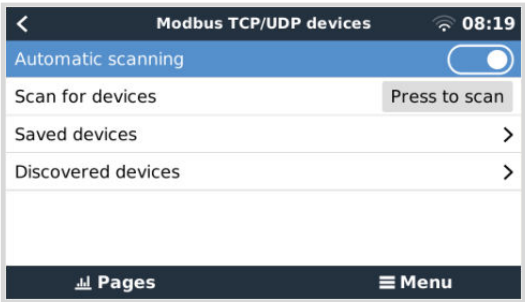 Modbus TCP/UDP devices 08:19
Automatic scanning
Scan for devices Press to scan
Saved devices
Discovered devices
Pages Menu